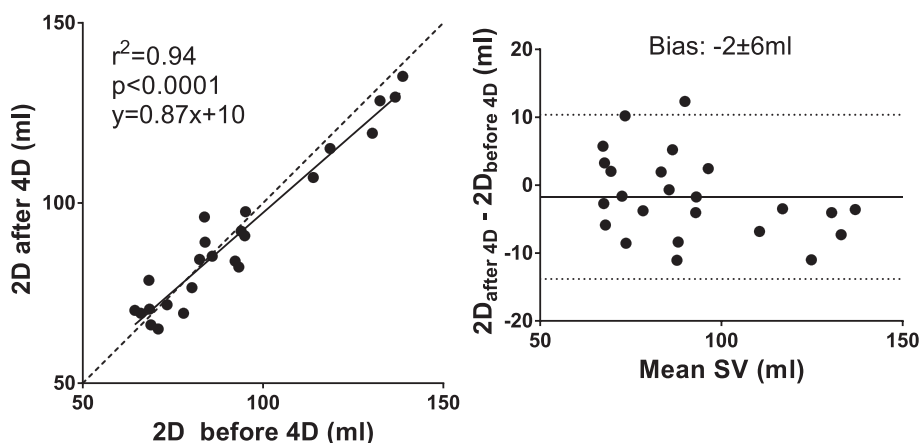 150
100
50
50
100
150
r²=0.94
p<0.0001
y=0.87x+10
2D after 4D (ml)
2D before 4D (ml)
Bias: -2±6ml
20
10
0
-10
-20
50
100
150
2Dafter 4D - 2Dbefore 4D (ml)
Mean SV (ml)